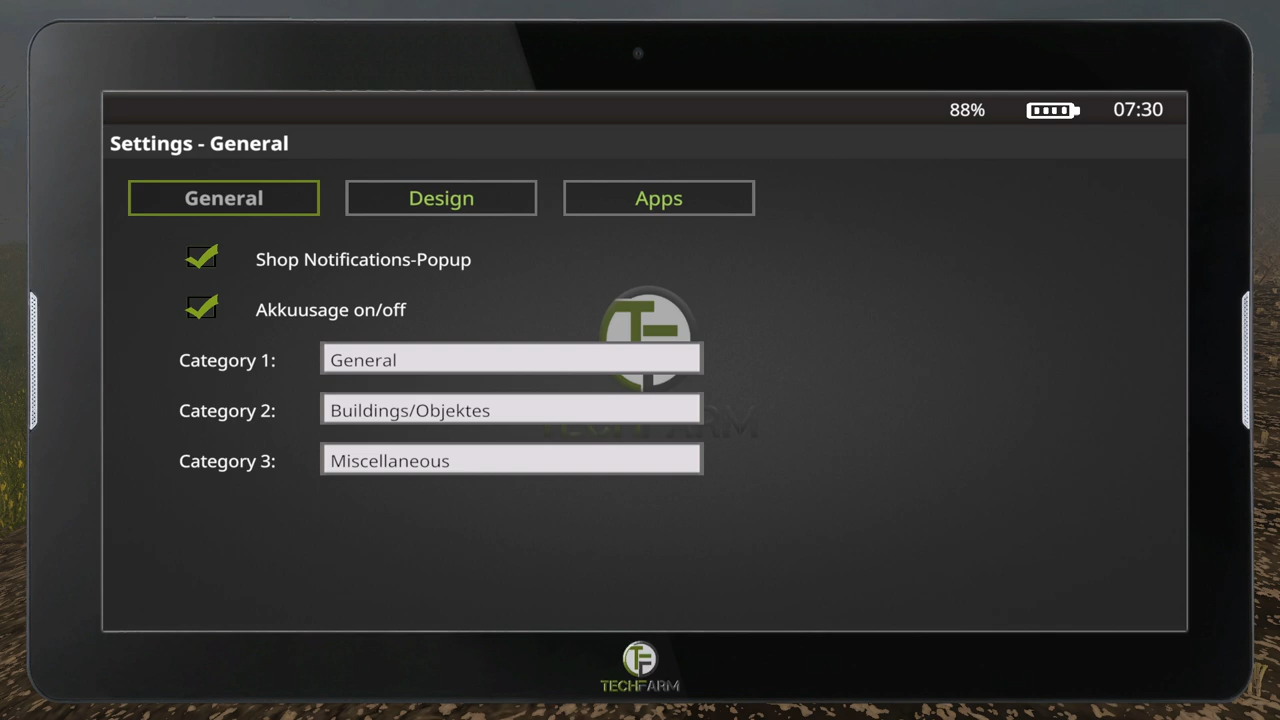 88% 07:30
Settings - General
General Design Apps
Shop Notifications-Popup
Akkuusage on/off
Category 1: General
Category 2: Buildings/Objektes
Category 3: Miscellaneous
TECHFARM
TECHFARM